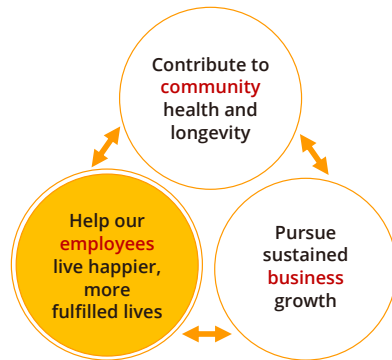 Contribute to
community
health and
longevity
Help our
employees
live happier,
more
fulfilled lives
Pursue
sustained
business
growth